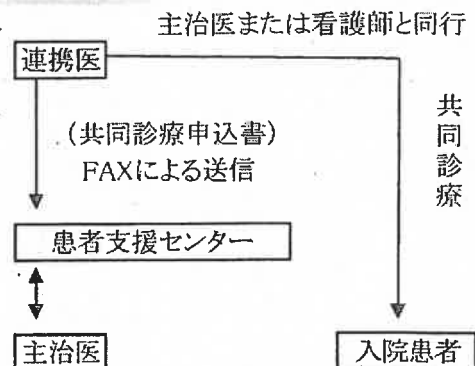 主治医または看護師と同行
連携医
共同診療
(共同診療申込書)
FAXによる送信
患者支援センター
主治医
入院患者